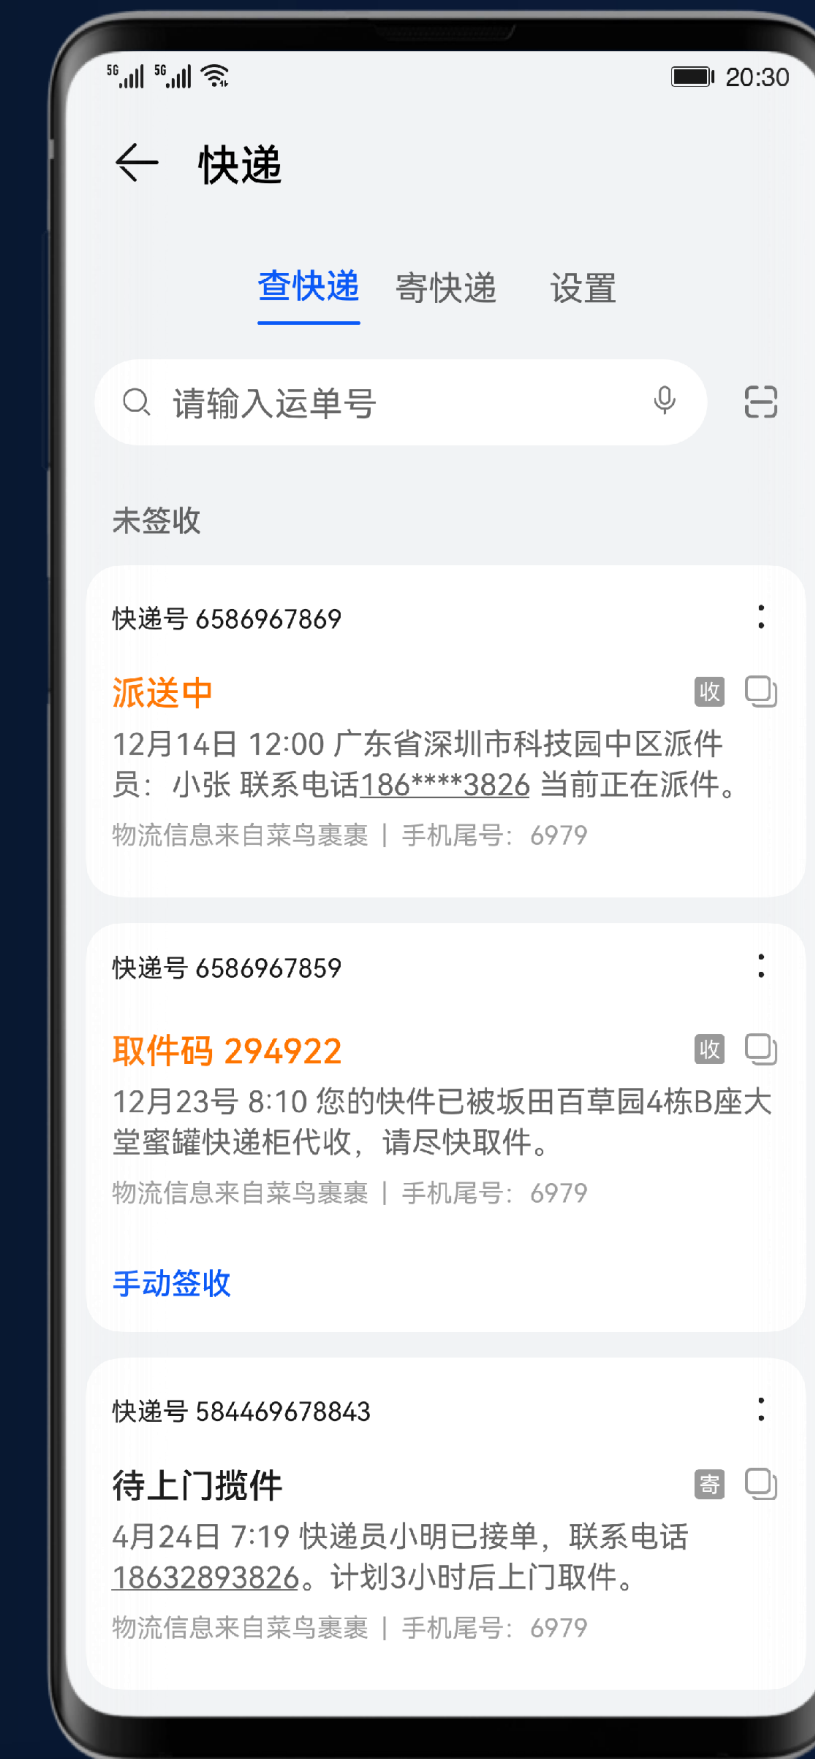 5G 5G 20:30
快递
查快递 寄快递 设置
请输入运单号
未签收
快递号 6586967869
派送中 收
12月14日 12:00 广东省深圳市科技园中区派件
员：小张 联系电话186****3826 当前正在派件。
物流信息来自菜鸟裹裹 | 手机尾号：6979
快递号 6586967859
取件码 294922 收
12月23号 8:10 您的快件已被坂田百草园4栋B座大
堂蜜罐快递柜代收，请尽快取件。
物流信息来自菜鸟裹裹 | 手机尾号：6979
手动签收
快递号 584469678843
待上门揽件 寄
4月24日 7:19 快递员小明已接单，联系电话
18632893826。计划3小时后上门取件。
物流信息来自菜鸟裹裹 | 手机尾号：6979